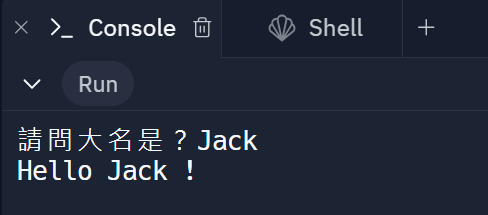 Console
Shell
Run
請問大名是？Jack
Hello Jack !